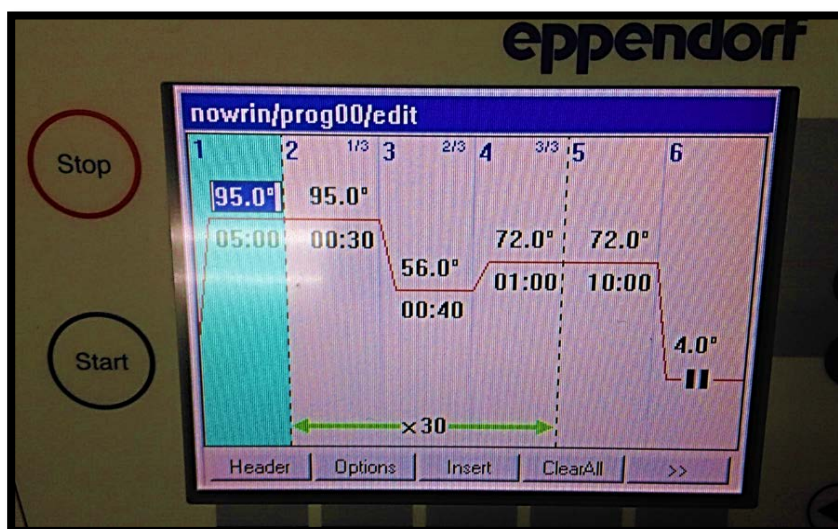 eppendorf
Stop
Start
nowrin/prog00/edit
1 2 1/3 3 2/3 4 3/3 5 6
95.0° 95.0° 72.0° 72.0°
05:00 00:30 56.0° 01:00 10:00
00:40 4.0°
×30
Header Options Insert ClearAll >>